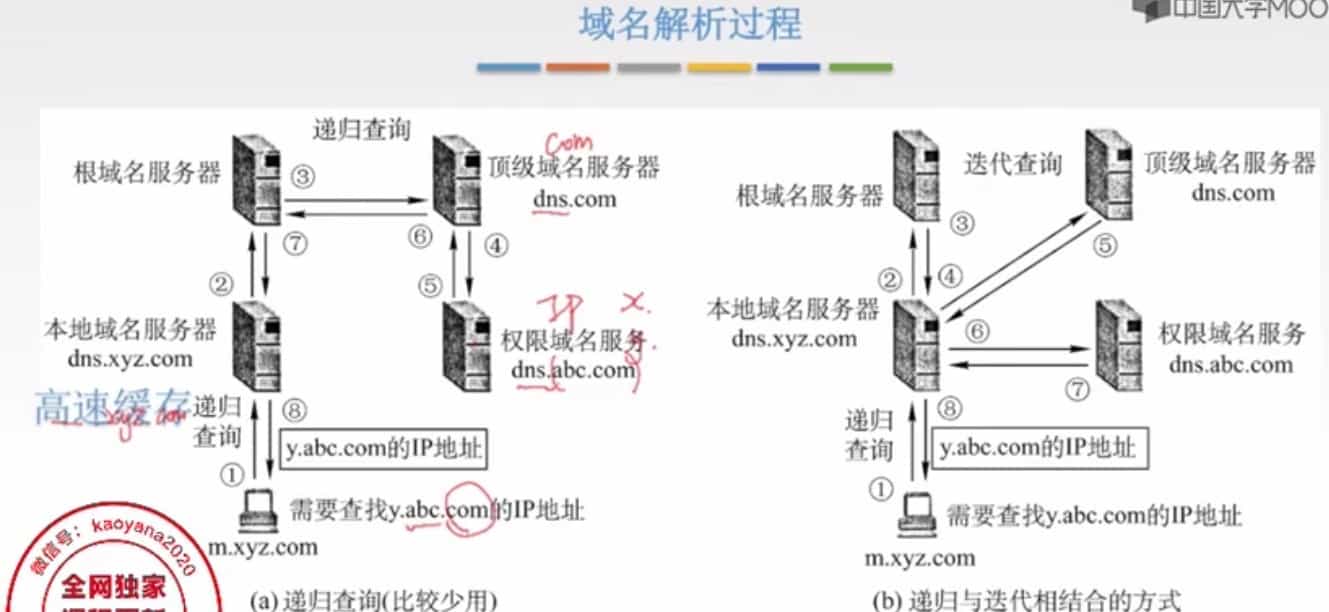 域名解析过程
中国大学MOO
递归查询
com
根域名服务器
③
顶级域名服务器
dns.com
⑦
⑥
④
②
⑤
IP
x.
本地域名服务器
dns.xyz.com
权限域名服务.
dns.abc.com
高速缓存
xyz.com
递归
查询
⑧
y.abc.com的IP地址
①
需要查找y.abc.com的IP地址
m.xyz.com
(a) 递归查询(比较少用)
迭代查询
根域名服务器
顶级域名服务器
dns.com
③
⑤
②
④
本地域名服务器
dns.xyz.com
⑥
权限域名服务
dns.abc.com
⑦
递归
查询
⑧
y.abc.com的IP地址
①
需要查找y.abc.com的IP地址
m.xyz.com
(b) 递归与迭代相结合的方式
微信号：kaoyana2020
全网独家